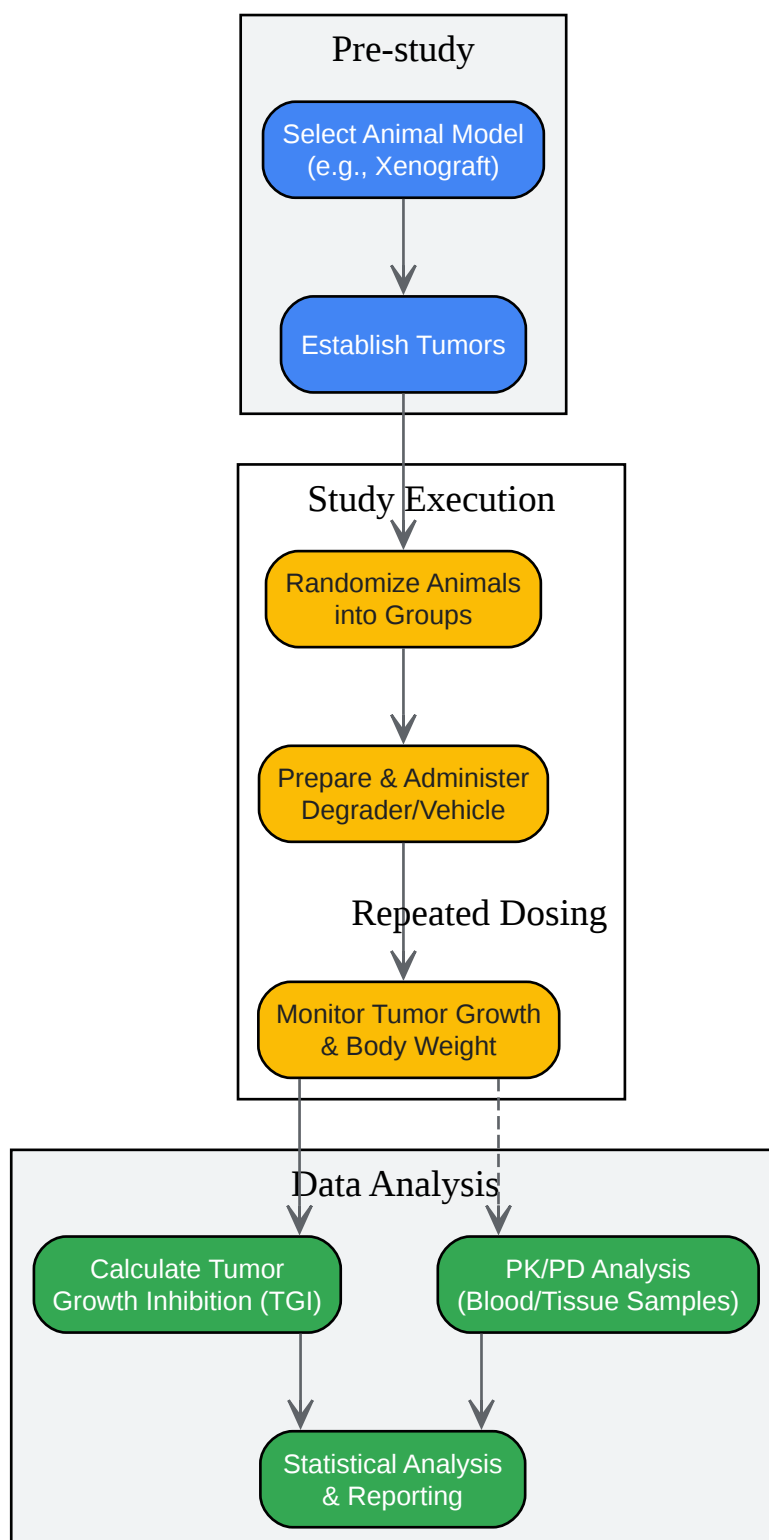 Pre-study
Select Animal Model
(e.g., Xenograft)
Establish Tumors
Study Execution
Randomize Animals
into Groups
Prepare & Administer
Degrader/Vehicle
Repeated Dosing
Monitor Tumor Growth
& Body Weight
Data Analysis
Calculate Tumor
Growth Inhibition (TGI)
PK/PD Analysis
(Blood/Tissue Samples)
Statistical Analysis
& Reporting